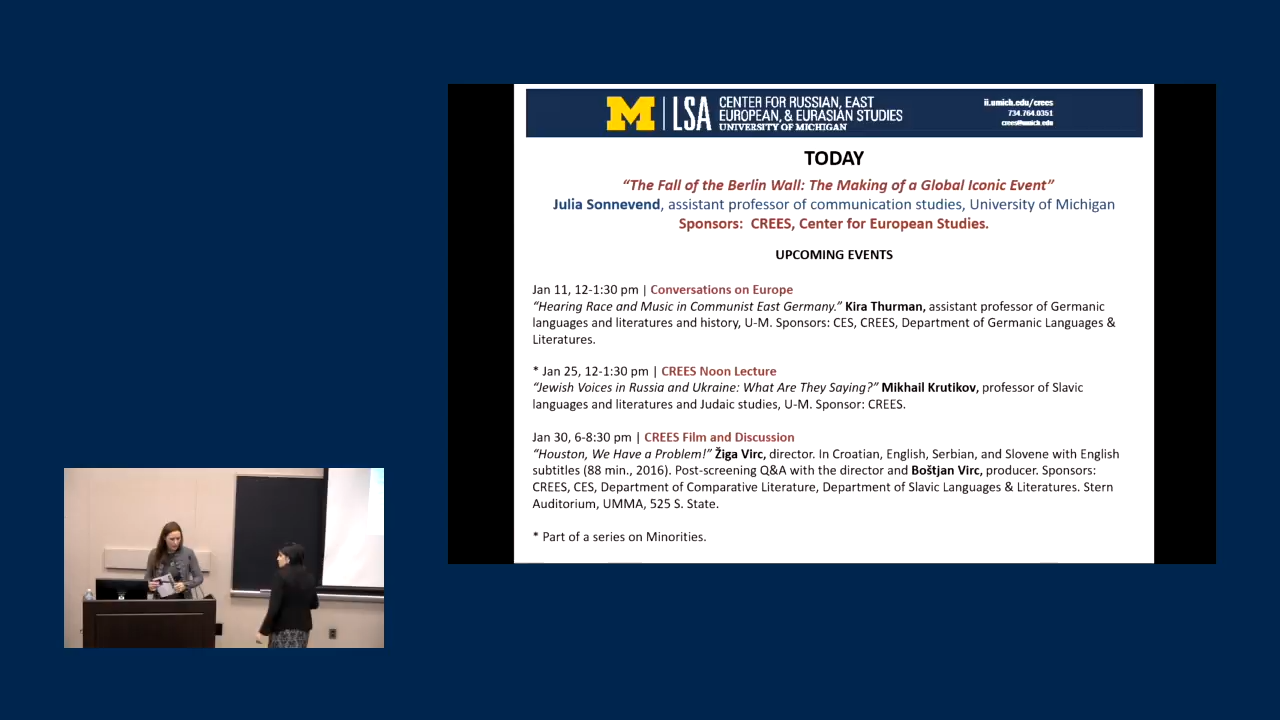 M LSA CENTER FOR RUSSIAN, EAST
EUROPEAN, & EURASIAN STUDIES
UNIVERSITY OF MICHIGAN
ii.umich.edu/crees
734.764.0351
crees@umich.edu
TODAY
“The Fall of the Berlin Wall: The Making of a Global Iconic Event”
Julia Sonnevend, assistant professor of communication studies, University of Michigan
Sponsors: CREES, Center for European Studies.
UPCOMING EVENTS
Jan 11, 12-1:30 pm | Conversations on Europe
“Hearing Race and Music in Communist East Germany.” Kira Thurman, assistant professor of Germanic
languages and literatures and history, U-M. Sponsors: CES, CREES, Department of Germanic Languages &
Literatures.
* Jan 25, 12-1:30 pm | CREES Noon Lecture
“Jewish Voices in Russia and Ukraine: What Are They Saying?” Mikhail Krutikov, professor of Slavic
languages and literatures and Judaic studies, U-M. Sponsor: CREES.
Jan 30, 6-8:30 pm | CREES Film and Discussion
“Houston, We Have a Problem!” Žiga Virc, director. In Croatian, English, Serbian, and Slovene with English
subtitles (88 min., 2016). Post-screening Q&A with the director and Boštjan Virc, producer. Sponsors:
CREES, CES, Department of Comparative Literature, Department of Slavic Languages & Literatures. Stern
Auditorium, UMMA, 525 S. State.
* Part of a series on Minorities.